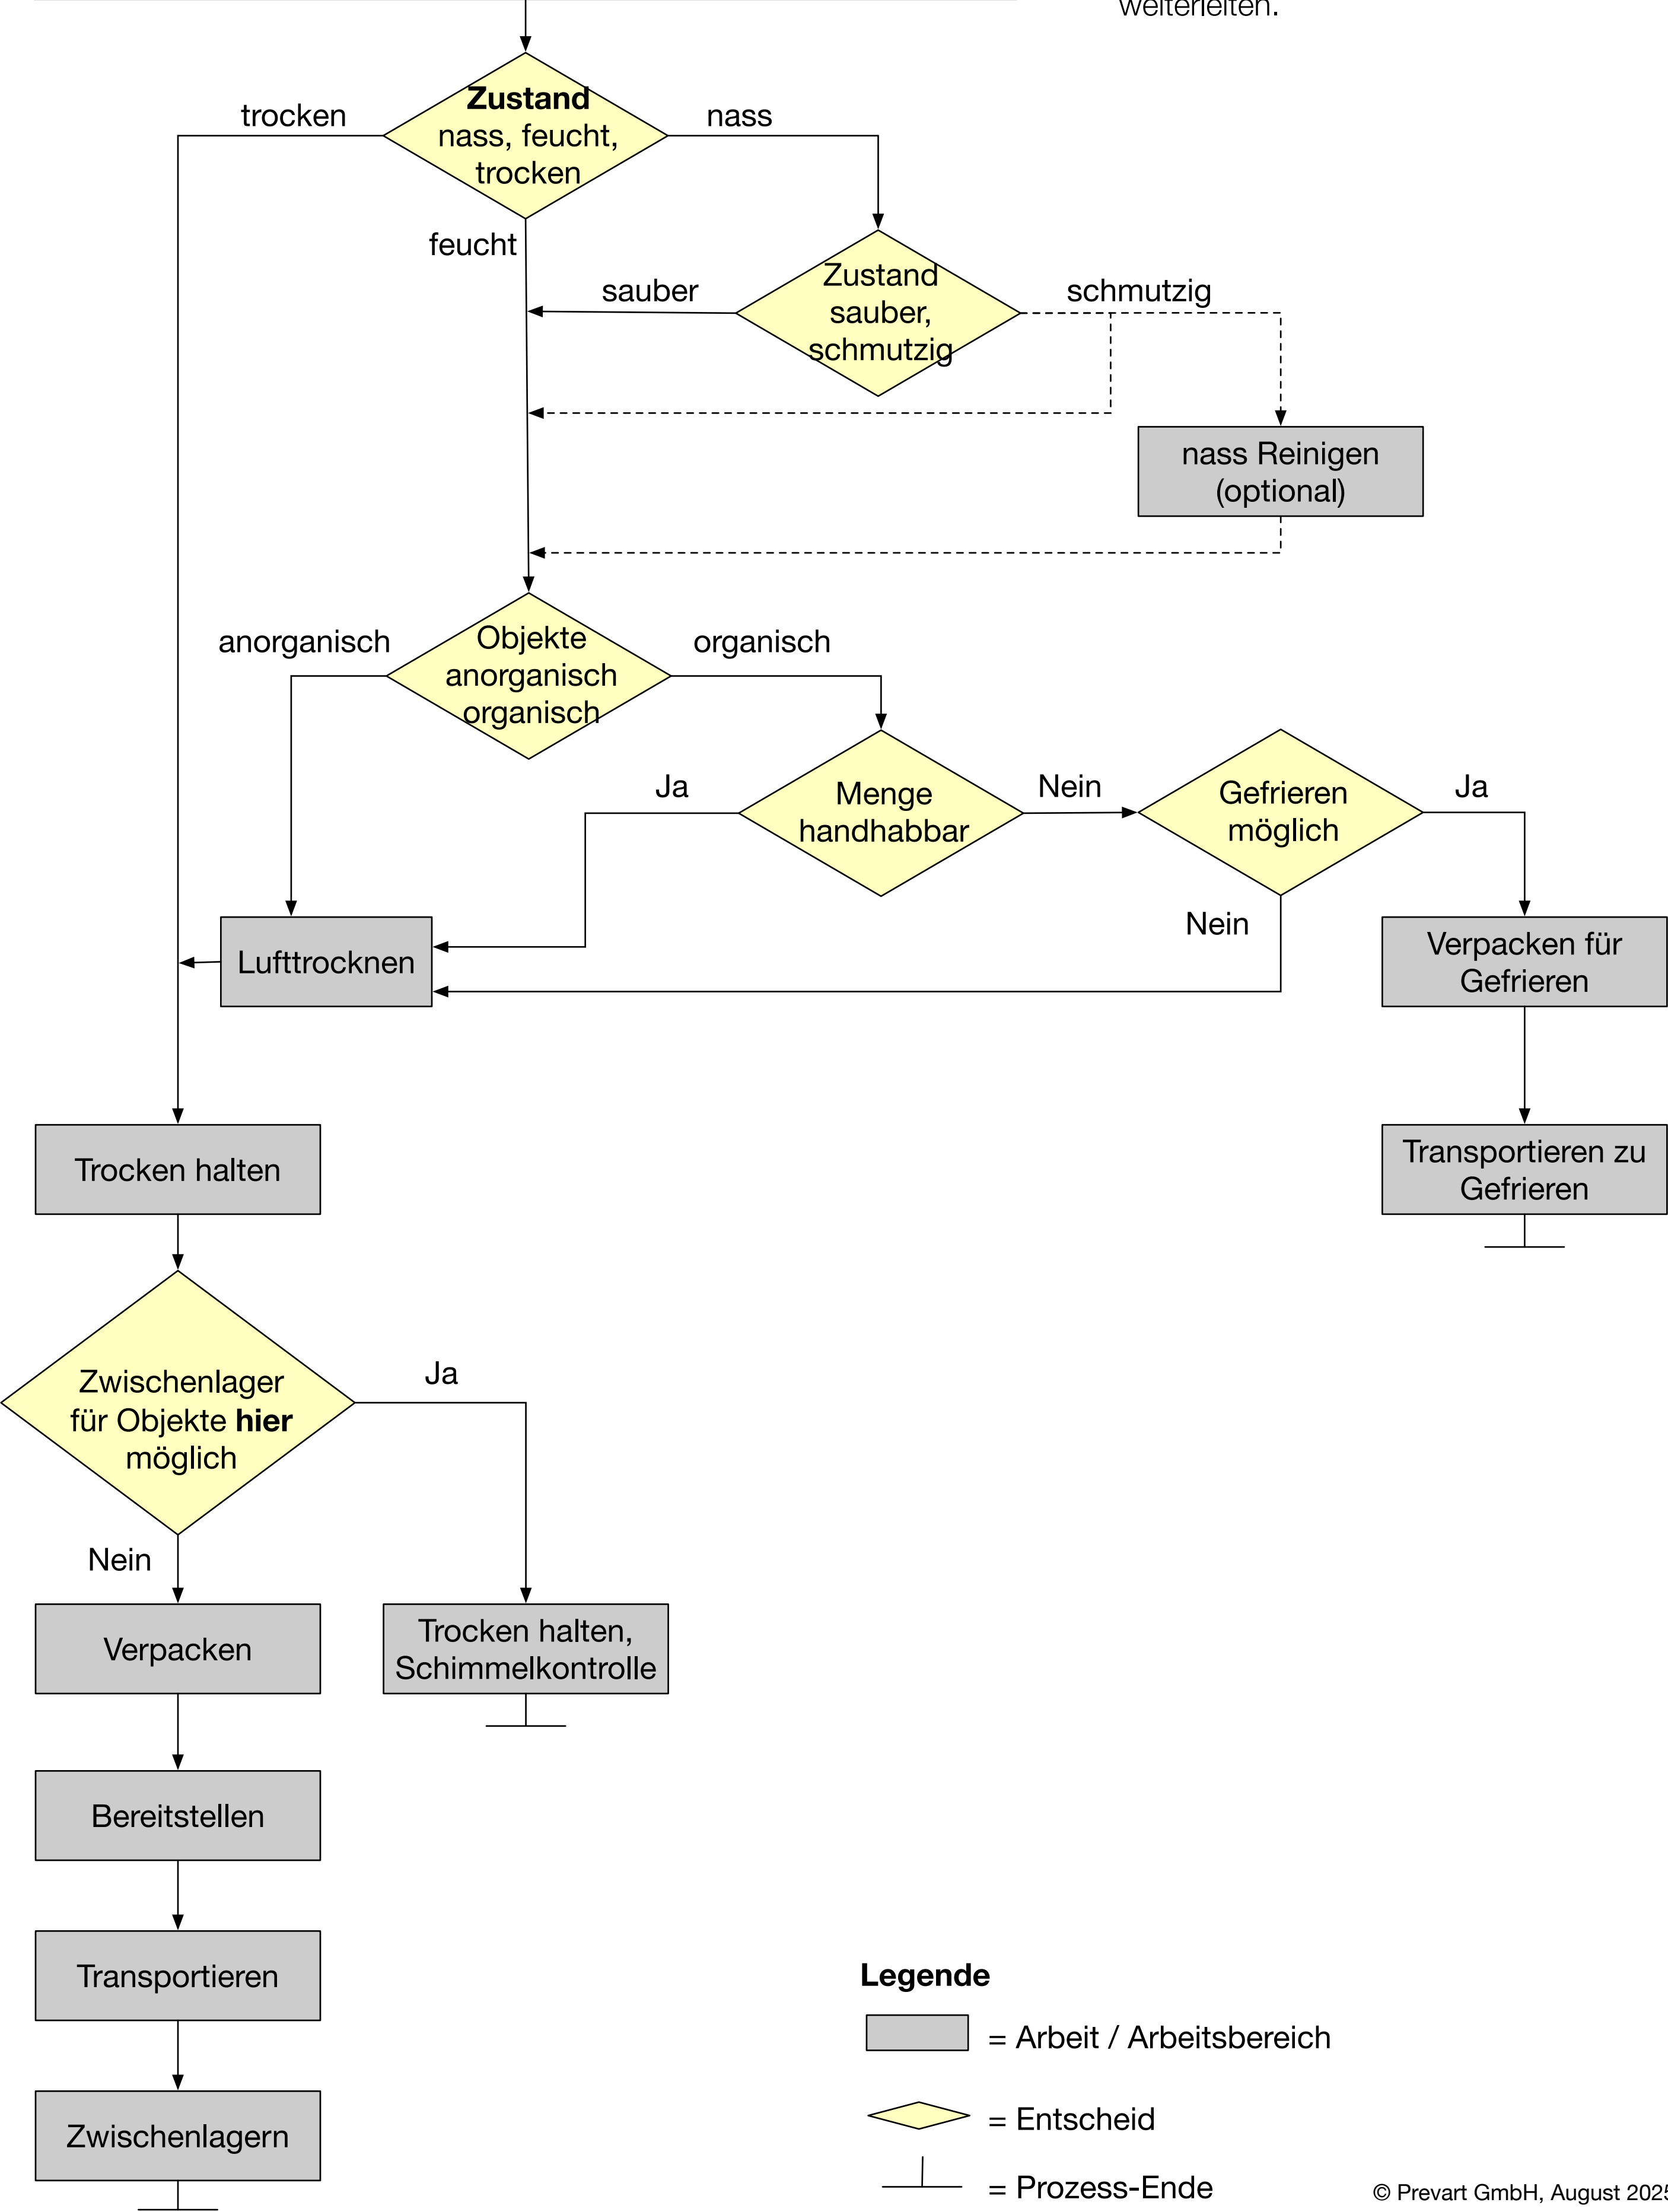 weiterleiten.
Zustand
nass, feucht,
trocken
trocken
nass
feucht
Zustand
sauber,
schmutzig
sauber
schmutzig
nass Reinigen
(optional)
Objekte
anorganisch
organisch
anorganisch
organisch
Menge
handhabbar
Ja
Nein
Gefrieren
möglich
Ja
Nein
Lufttrocknen
Verpacken für
Gefrieren
Trocken halten
Transportieren zu
Gefrieren
Zwischenlager
für Objekte hier
möglich
Ja
Nein
Verpacken
Trocken halten,
Schimmelkontrolle
Bereitstellen
Transportieren
Zwischenlagern
Legende
= Arbeit / Arbeitsbereich
= Entscheid
= Prozess-Ende
© Prevart GmbH, August 2025